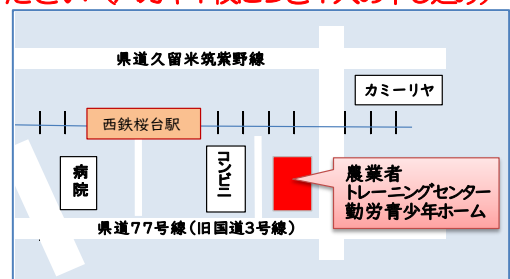 県道久留米筑紫野線
カミーリヤ
西鉄桜台駅
病院
コンビニ
農業者
トレーニングセンター
勤労青少年ホーム
県道77号線(旧国道3号線)